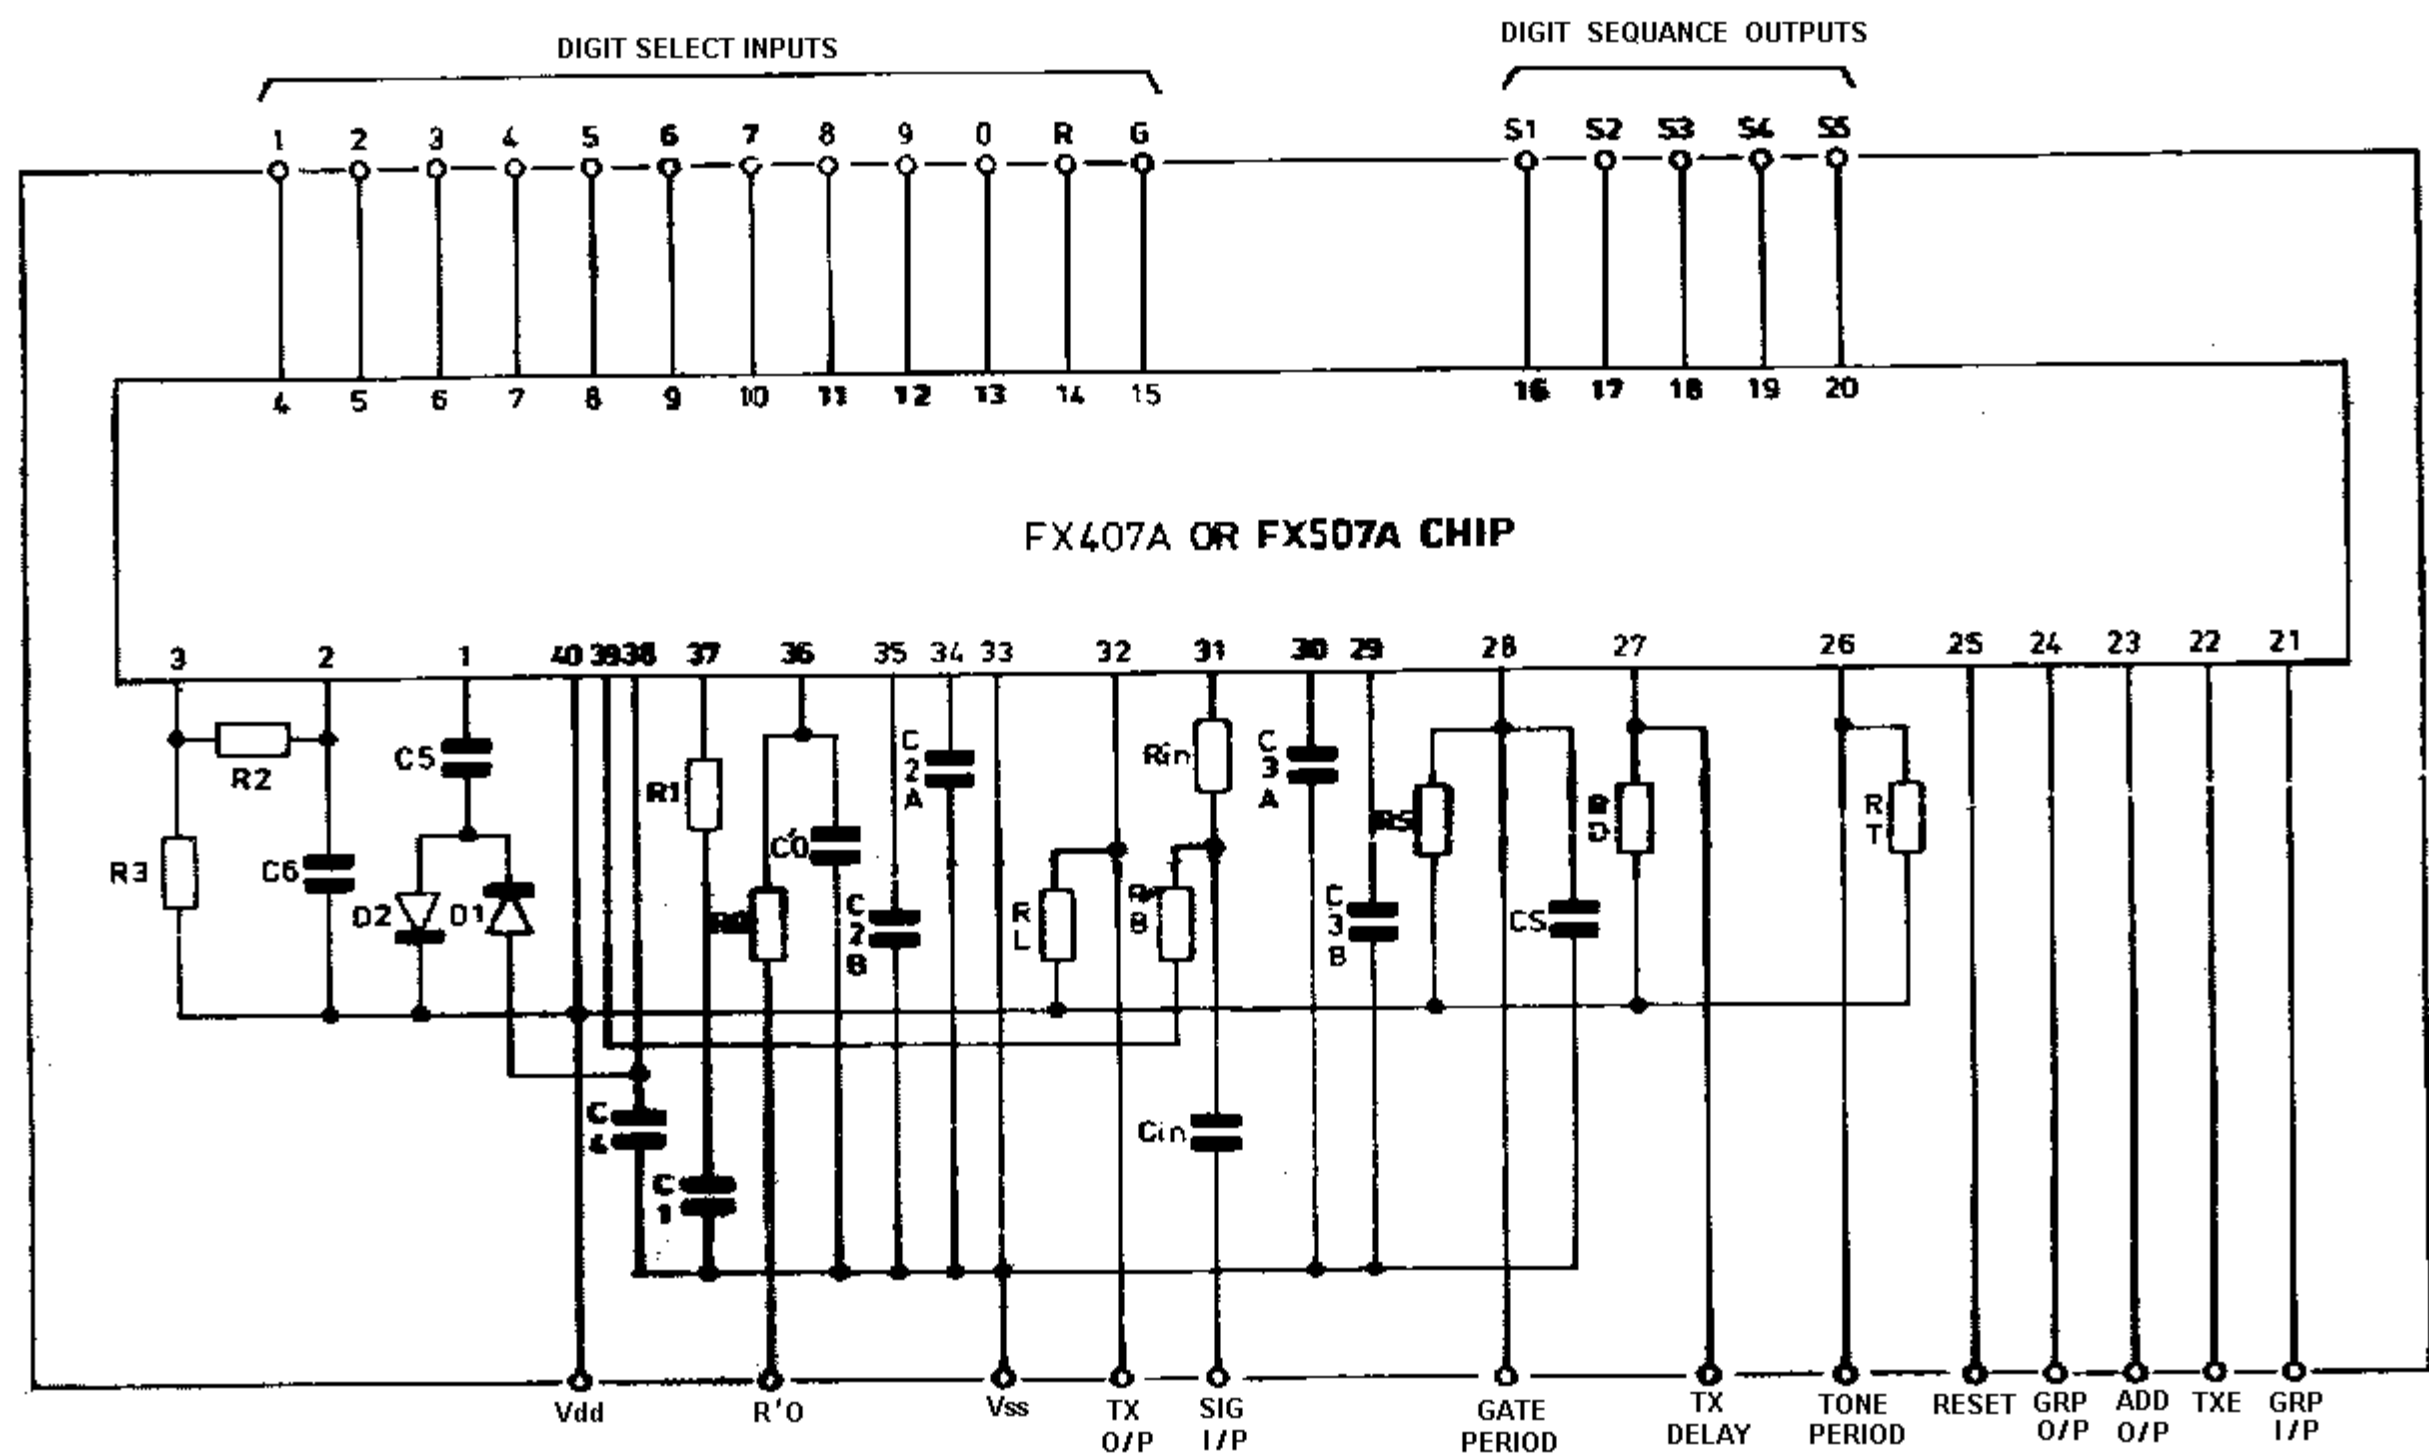 DIGIT SELECT INPUTS
DIGIT SEQUANCE OUTPUTS
1 2 3 4 5 6 7 8 9 0 R G
S1 S2 S3 S4 S5
4 5 6 7 8 9 10 11 12 13 14 15
16 17 18 19 20
FX407A OR FX507A CHIP
3 2 1 40 39 38 37 36 35 34 33 32 31 30 29 28 27 26 25 24 23 22 21
R2
C5
R1
C2A
Rin
C3A
RT
R3
C6
D2
D1
C'O
C2B
RL
C3B
CS
C4
C1
Cin
Vdd
R'O
Vss
TX O/P
SIG I/P
GATE PERIOD
TX DELAY
TONE PERIOD
RESET
GRP O/P
ADD O/P
TXE
GRP I/P